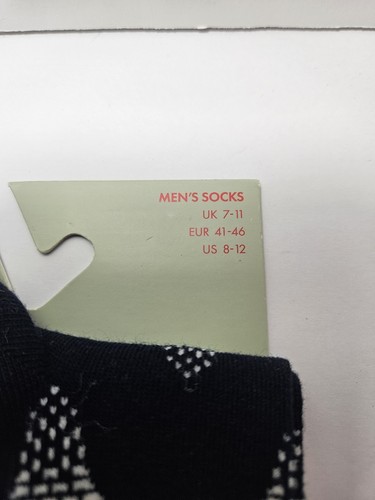 MEN'S SOCKS
UK 7-11
EUR 41-46
US 8-12